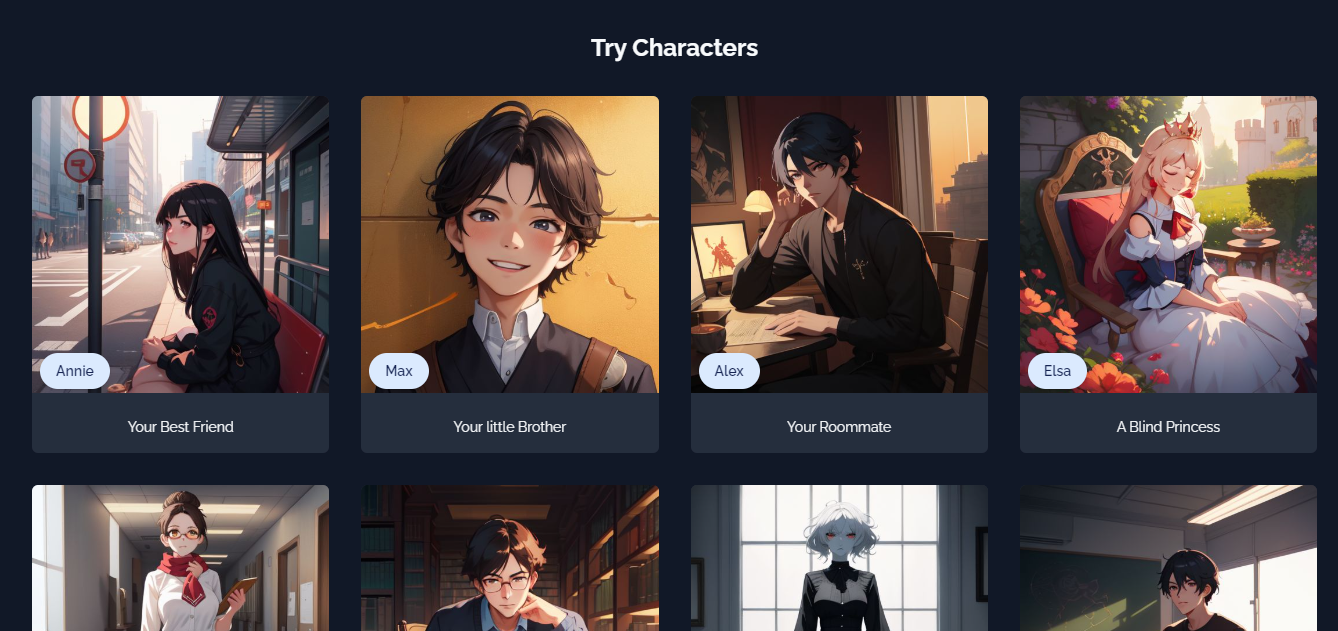 Try Characters
Annie
Max
Alex
Elsa
Your Best Friend
Your little Brother
Your Roommate
A Blind Princess